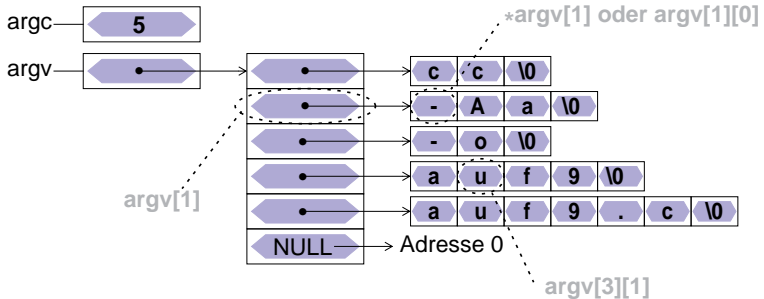 *argv[1] oder argv[1][0]
argc 5
argv c c \0
- A a \0
- o \0
argv[1] a u f 9 \0
a u f 9 . c \0
NULL Adresse 0
argv[3][1]